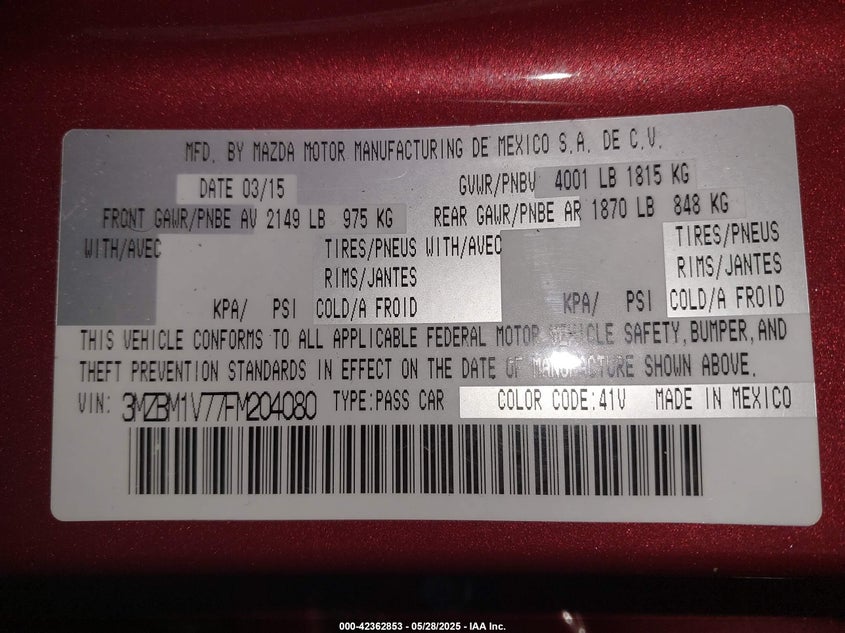 MFD. BY MAZDA MOTOR MANUFACTURING DE MEXICO S.A. DE C.V.
DATE 03/15 GVWR/PNBV 4001 LB 1815 KG
FRONT GAWR/PNBE AV 2149 LB 975 KG REAR GAWR/PNBE AR 1870 LB 848 KG
WITH/AVEC TIRES/PNEUS WITH/AVEC TIRES/PNEUS
RIMS/JANTES RIMS/JANTES
KPA/ PSI COLD/A FROID KPA/ PSI COLD/A FROID
THIS VEHICLE CONFORMS TO ALL APPLICABLE FEDERAL MOTOR VEHICLE SAFETY, BUMPER, AND
THEFT PREVENTION STANDARDS IN EFFECT ON THE DATE OF MANUFACTURE SHOWN ABOVE.
VIN: 3MZBM1V77FM204080 TYPE:PASS CAR COLOR CODE:41V MADE IN MEXICO
000-42362853 - 05/28/2025 - IAA Inc.